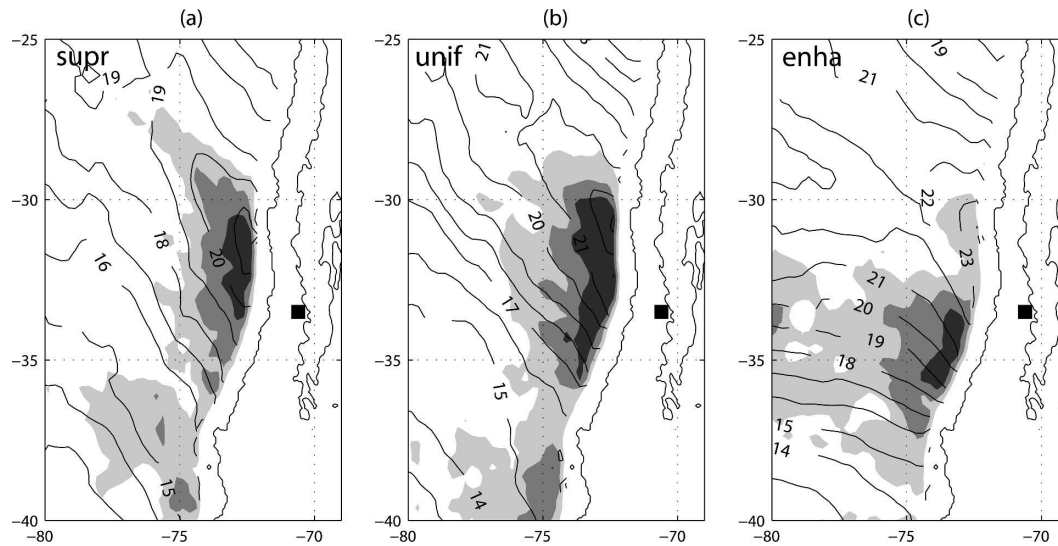 (a) (b) (c)
−25 −25 −25
supr unif enha
19 19 21 21 19
−30 −30 −30
18 20 16 20 21 17 22 23 21 20
−35 −35 −35
19 18
15 15 14 15 14
−40 −40 −40
−80 −75 −70 −80 −75 −70 −80 −75 −70